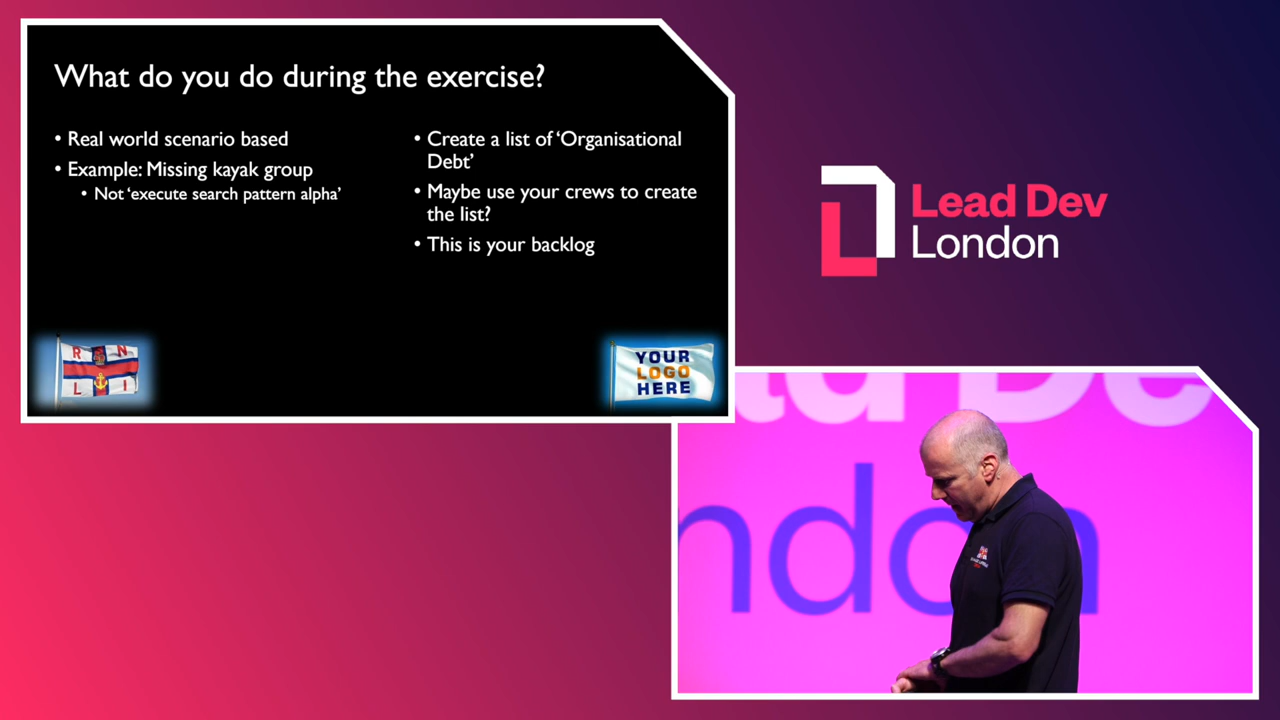 What do you do during the exercise?
• Real world scenario based
• Example: Missing kayak group
• Not ‘execute search pattern alpha’
• Create a list of ‘Organisational
Debt’
• Maybe use your crews to create
the list?
• This is your backlog
R N
L I
YOUR
LOGO
HERE
Lead Dev
London
ad De
ndon